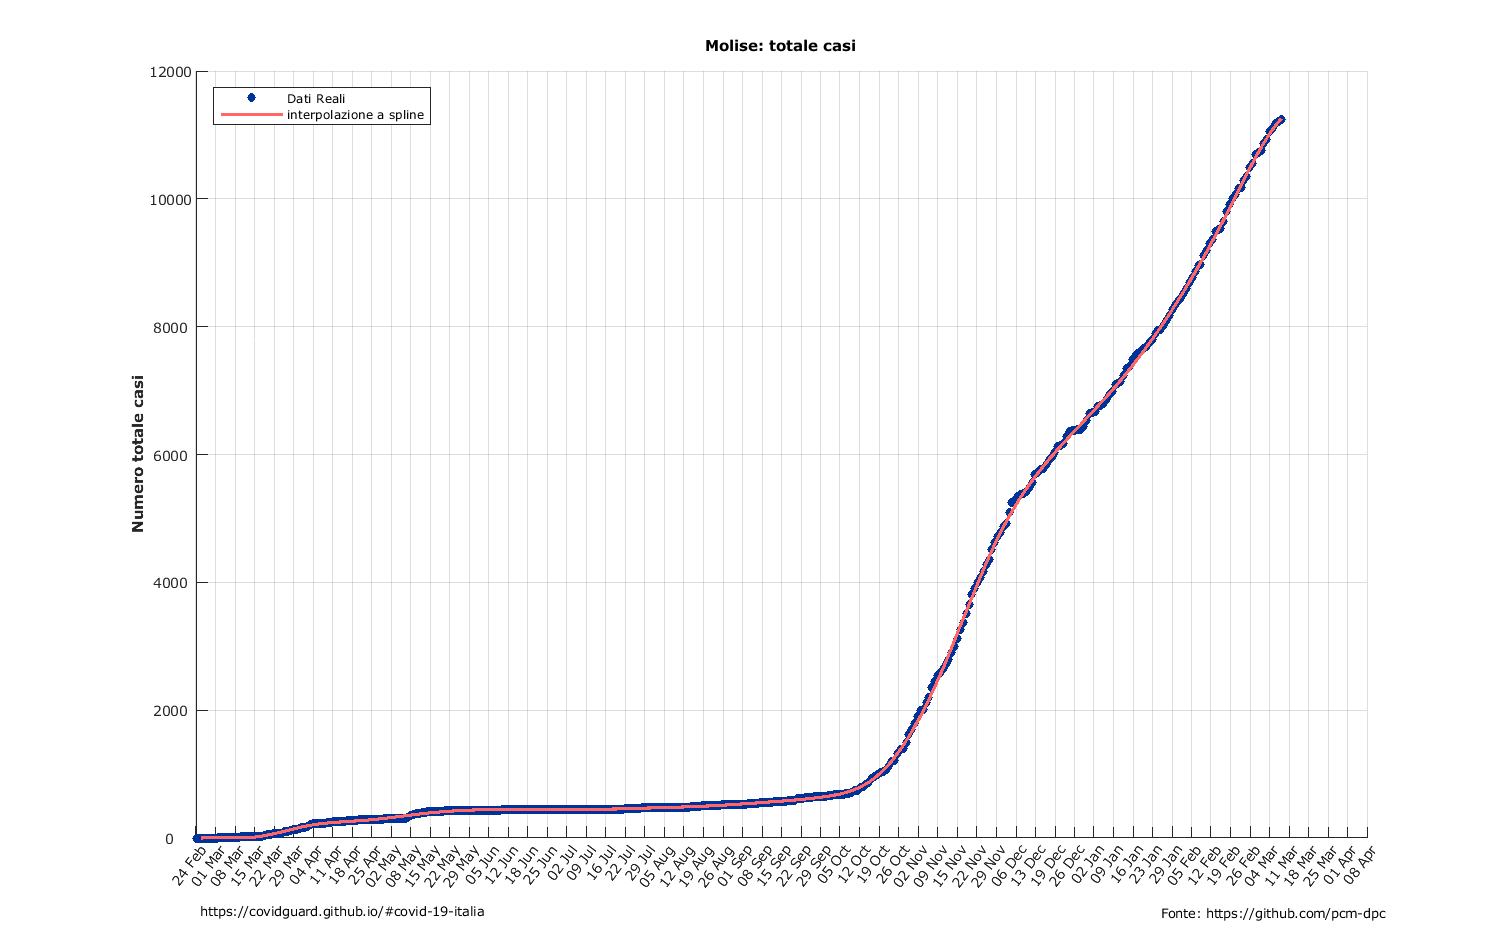 Molise: totale casi
12000
Dati Reali
interpolazione a spline
10000
8000
6000
4000
2000
0
Numero totale casi
24 Feb
01 Mar
08 Mar
15 Mar
22 Mar
29 Mar
04 Apr
11 Apr
18 Apr
25 Apr
02 May
08 May
15 May
22 May
29 May
05 Jun
12 Jun
18 Jun
25 Jun
02 Jul
09 Jul
16 Jul
22 Jul
29 Jul
05 Aug
12 Aug
19 Aug
26 Aug
01 Sep
08 Sep
15 Sep
22 Sep
29 Sep
05 Oct
12 Oct
19 Oct
26 Oct
02 Nov
09 Nov
15 Nov
22 Nov
29 Nov
06 Dec
13 Dec
19 Dec
26 Dec
02 Jan
09 Jan
16 Jan
23 Jan
29 Jan
05 Feb
12 Feb
19 Feb
26 Feb
04 Mar
11 Mar
18 Mar
25 Mar
01 Apr
08 Apr
https://covidguard.github.io/#covid-19-italia
Fonte: https://github.com/pcm-dpc